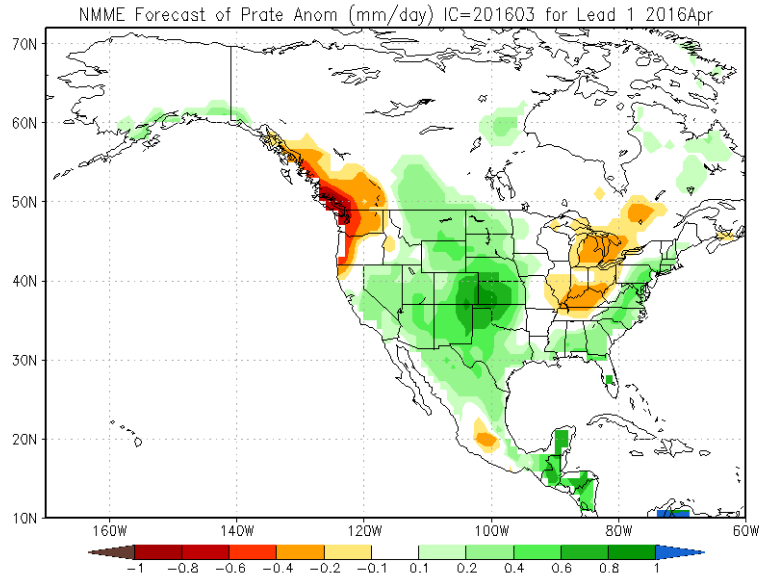 NMME Forecast of Prate Anom (mm/day) IC=201603 for Lead 1 2016Apr
70N
60N
50N
40N
30N
20N
10N
160W 140W 120W 100W 80W 60W
-1 -0.8 -0.6 -0.4 -0.2 -0.1 0.1 0.2 0.4 0.6 0.8 1